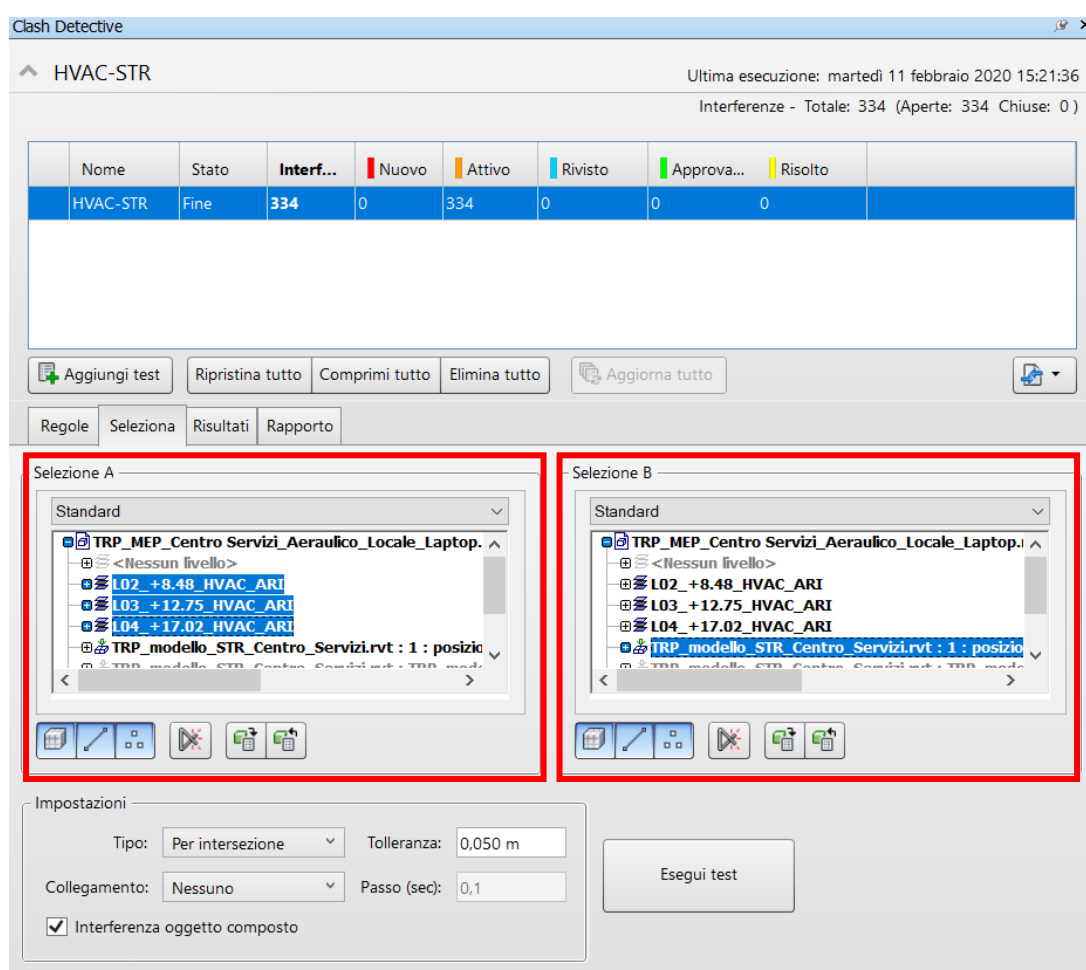 Clash Detective
HVAC-STR
Ultima esecuzione: martedì 11 febbraio 2020 15:21:36
Interferenze - Totale: 334 (Aperte: 334 Chiuse: 0 )
Nome Stato Interf... Nuovo Attivo Rivisto Approva... Risolto
HVAC-STR Fine 334 0 334 0 0 0
Aggiungi test Ripristina tutto Comprimi tutto Elimina tutto Aggiorna tutto
Regole Seleziona Risultati Rapporto
Selezione A
Standard
TRP_MEP_Centro Servizi_Aeraulico_Locale_Laptop.
<Nessun livello>
L02_+8.48_HVAC_ARI
L03_+12.75_HVAC_ARI
L04_+17.02_HVAC_ARI
TRP_modello_STR_Centro_Servizi.rvt : 1 : posizio
Selezione B
Standard
TRP_MEP_Centro Servizi_Aeraulico_Locale_Laptop.
<Nessun livello>
L02_+8.48_HVAC_ARI
L03_+12.75_HVAC_ARI
L04_+17.02_HVAC_ARI
TRP_modello_STR_Centro_Servizi.rvt : 1 : posizio
Impostazioni
Tipo: Per intersezione Tolleranza: 0,050 m
Collegamento: Nessuno Passo (sec): 0,1
Interferenza oggetto composto
Esegui test